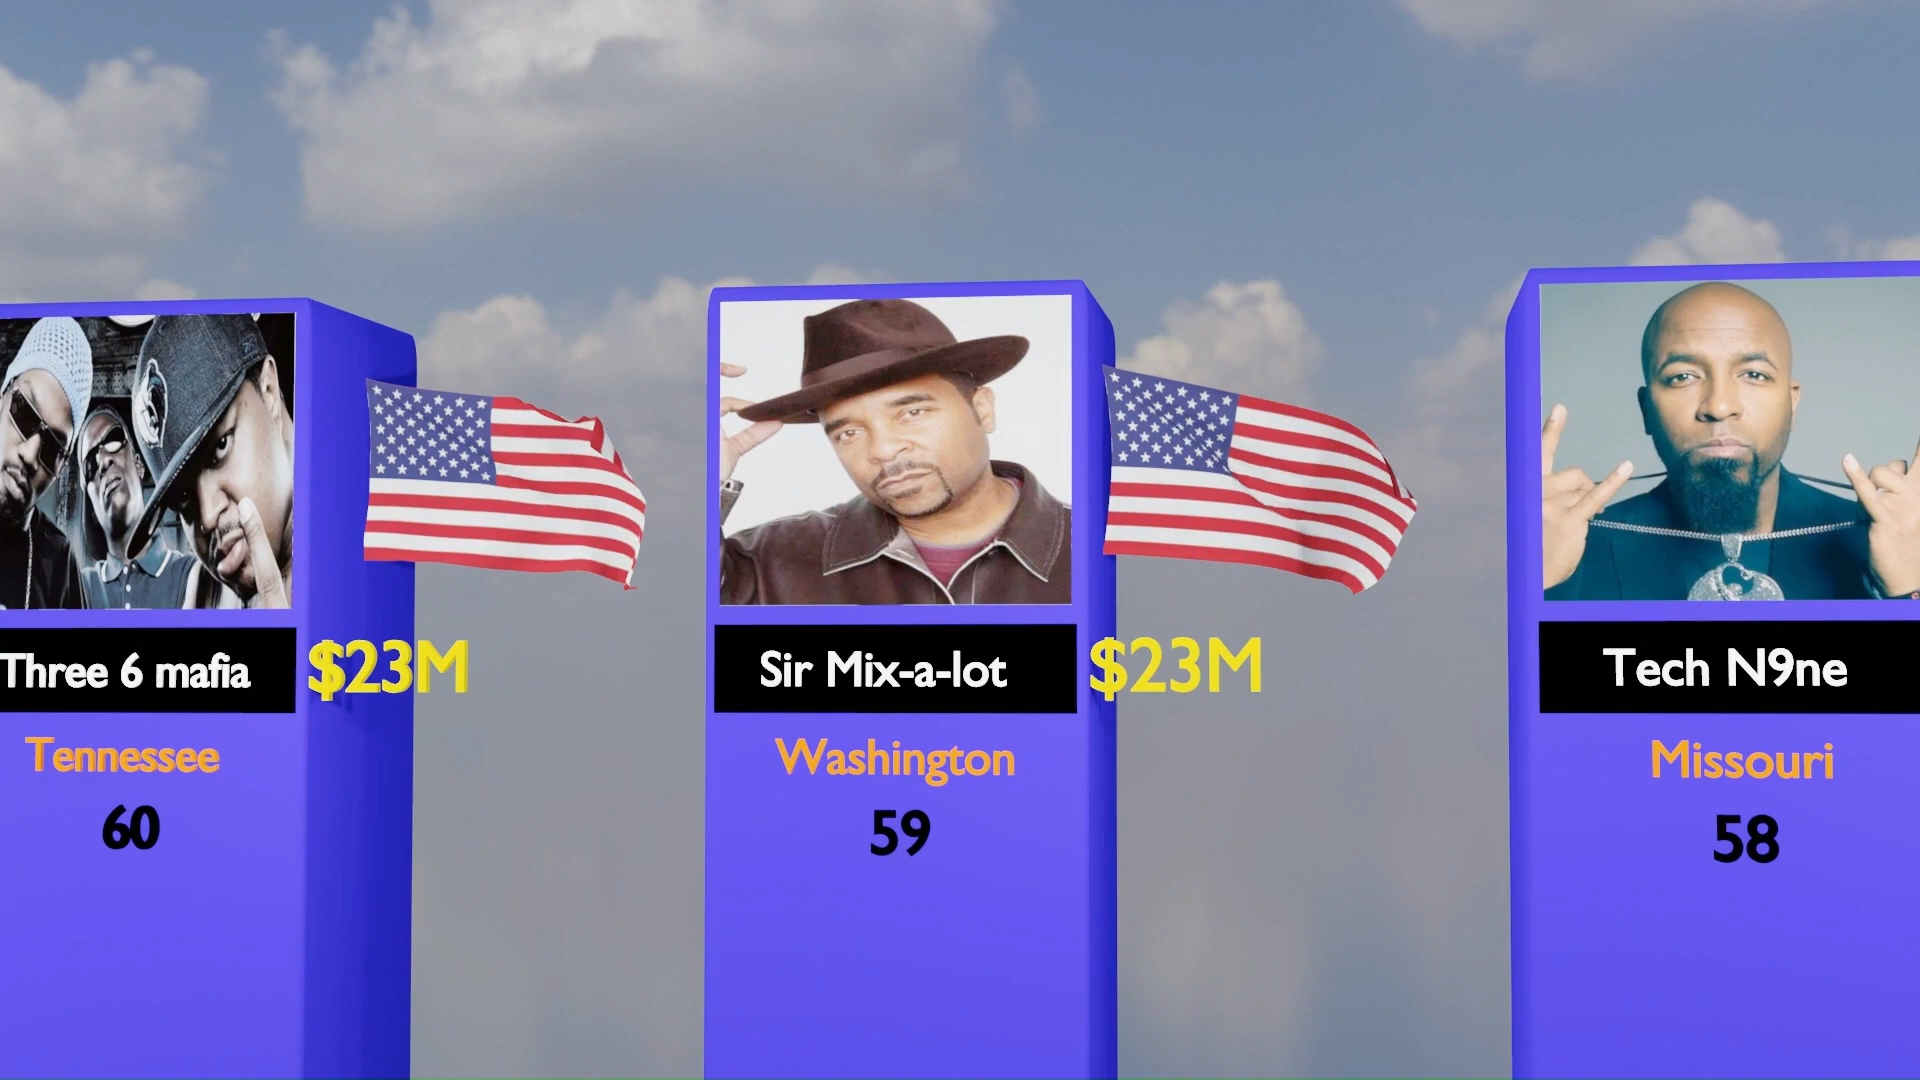 Three 6 mafia
$23M
Tennessee
60
Sir Mix-a-lot
$23M
Washington
59
Tech N9ne
Missouri
58